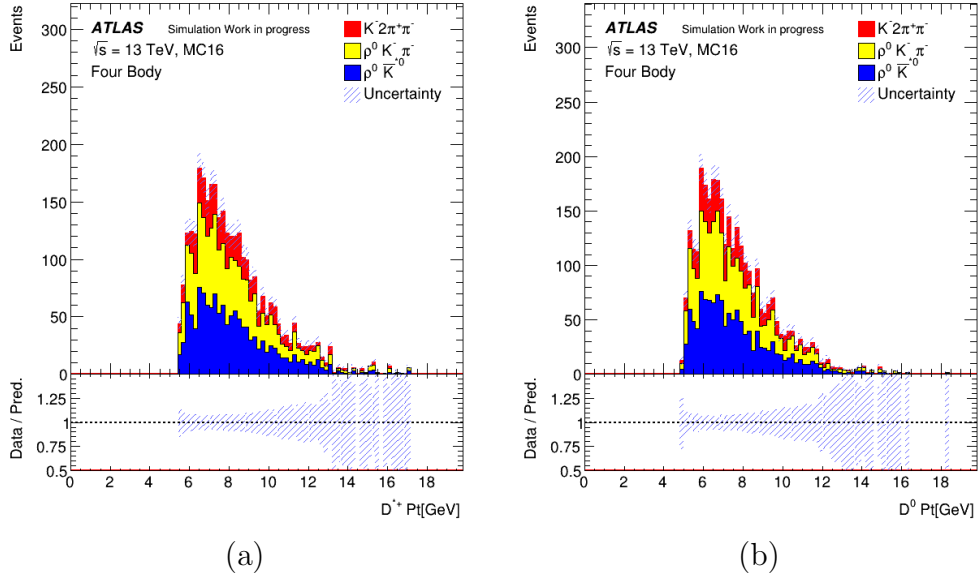 Events
ATLAS Simulation Work in progress
√s = 13 TeV, MC16
Four Body
K⁻2π⁺π⁻
ρ⁰ K⁻ π⁻
ρ⁰ K̅*⁰
Uncertainty
300
250
200
150
100
50
0
Data / Pred.
1.25
1
0.75
0.5
0 2 4 6 8 10 12 14 16 18
D*⁺ Pt[GeV]
(a)
Events
ATLAS Simulation Work in progress
√s = 13 TeV, MC16
Four Body
K⁻2π⁺π⁻
ρ⁰ K⁻ π⁻
ρ⁰ K̅*⁰
Uncertainty
300
250
200
150
100
50
0
Data / Pred.
1.25
1
0.75
0.5
0 2 4 6 8 10 12 14 16 18
D⁰ Pt[GeV]
(b)